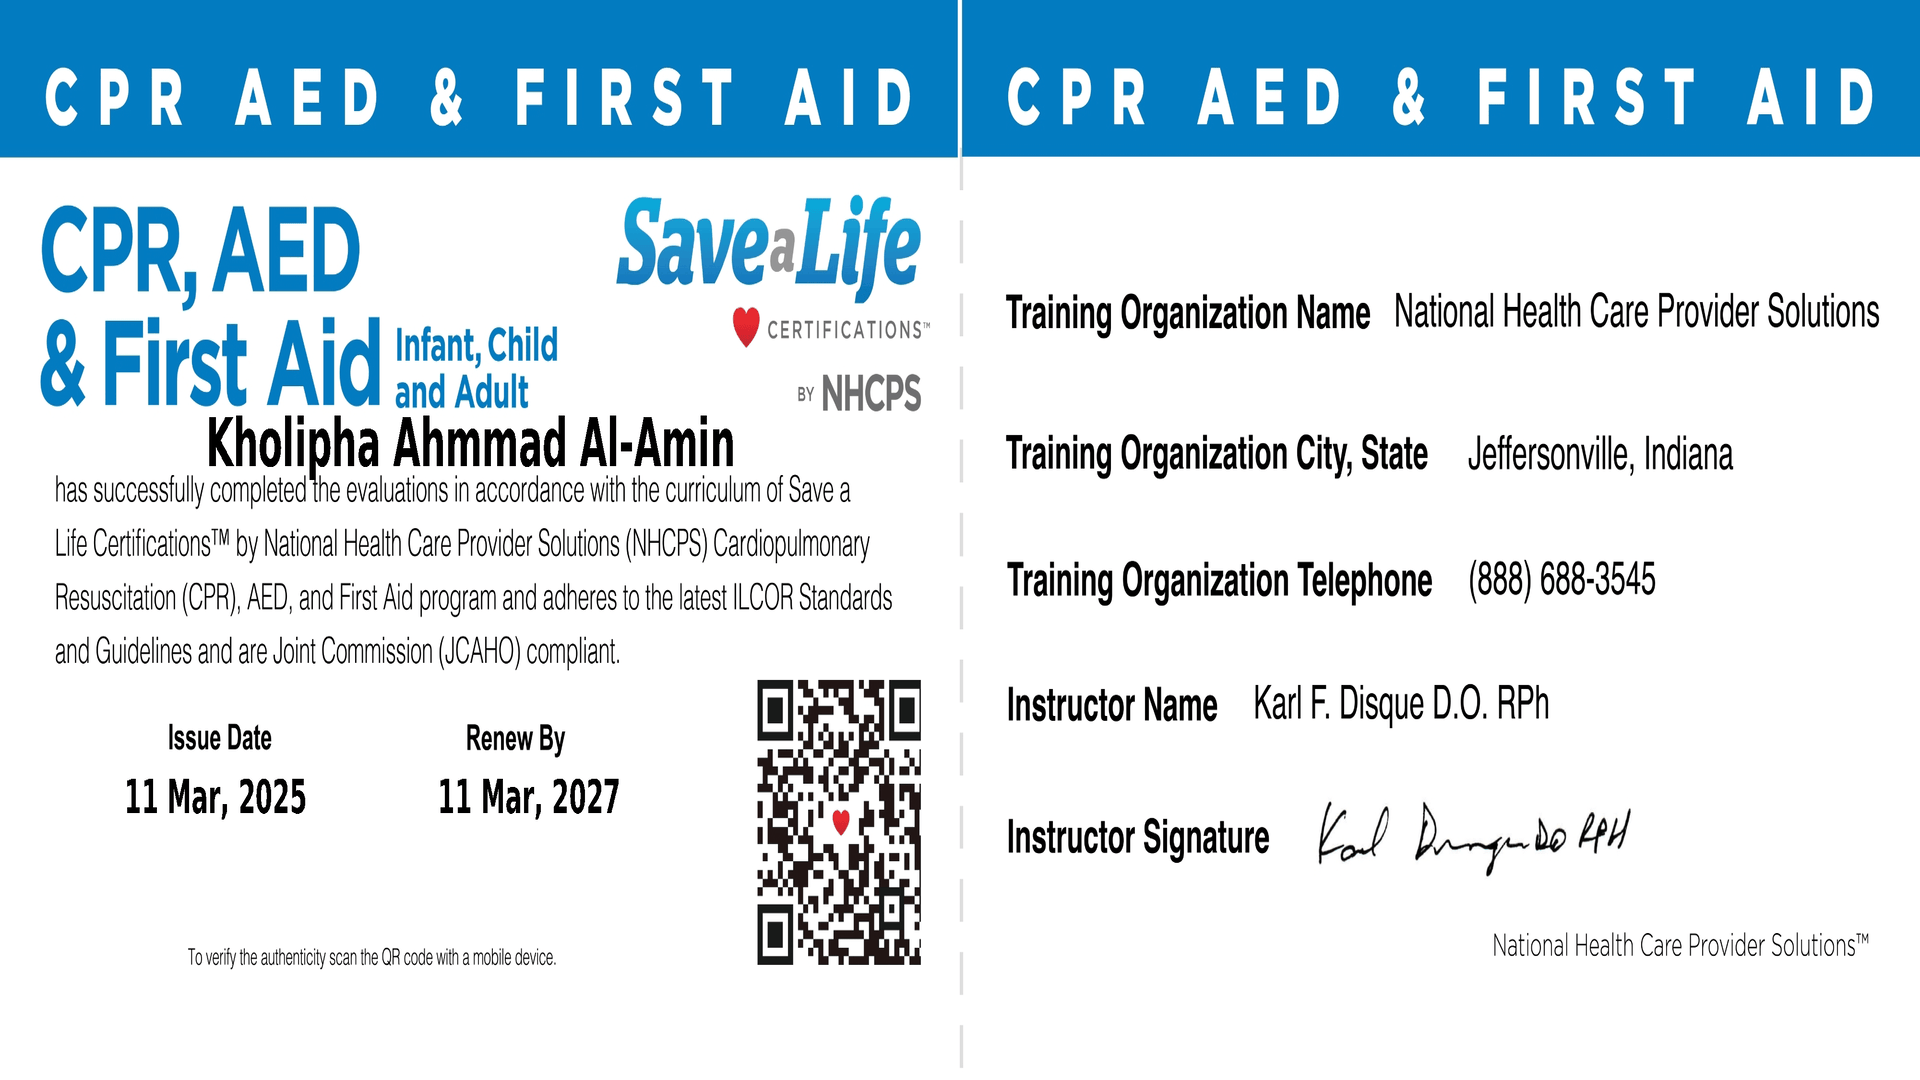 CPR AED & FIRST AID
CPR, AED
& First Aid Infant, Child
and Adult
Save a Life
CERTIFICATIONS™
BY NHCPS
Kholipha Ahmmad Al-Amin
has successfully completed the evaluations in accordance with the curriculum of Save a
Life Certifications™ by National Health Care Provider Solutions (NHCPS) Cardiopulmonary
Resuscitation (CPR), AED, and First Aid program and adheres to the latest ILCOR Standards
and Guidelines and are Joint Commission (JCAHO) compliant.
Issue Date Renew By
11 Mar, 2025 11 Mar, 2027
To verify the authenticity scan the QR code with a mobile device.
CPR AED & FIRST AID
Training Organization Name National Health Care Provider Solutions
Training Organization City, State Jeffersonville, Indiana
Training Organization Telephone (888) 688-3545
Instructor Name Karl F. Disque D.O. RPh
Instructor Signature
National Health Care Provider Solutions™